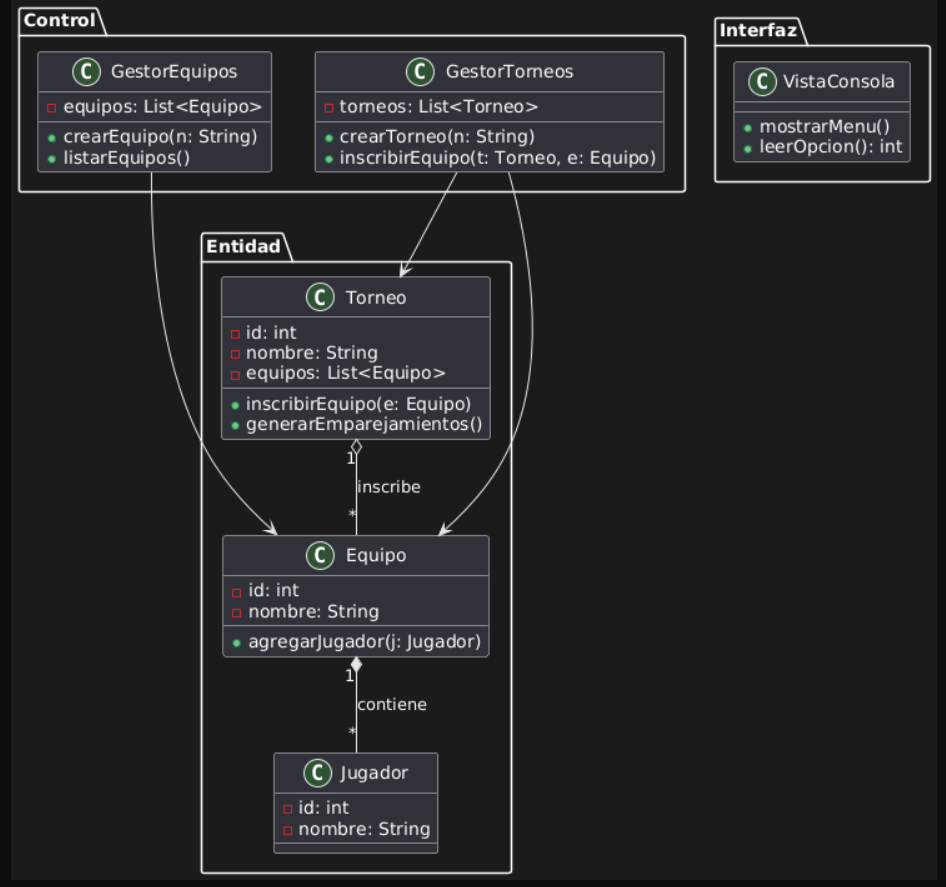 Control
GestorEquipos
equipos: List<Equipo>
crearEquipo(n: String)
listarEquipos()
GestorTorneos
torneos: List<Torneo>
crearTorneo(n: String)
inscribirEquipo(t: Torneo, e: Equipo)
Interfaz
VistaConsola
mostrarMenu()
leerOpcion(): int
Entidad
Torneo
id: int
nombre: String
equipos: List<Equipo>
inscribirEquipo(e: Equipo)
generarEmparejamientos()
1
inscribe
*
Equipo
id: int
nombre: String
agregarJugador(j: Jugador)
1
contiene
*
Jugador
id: int
nombre: String